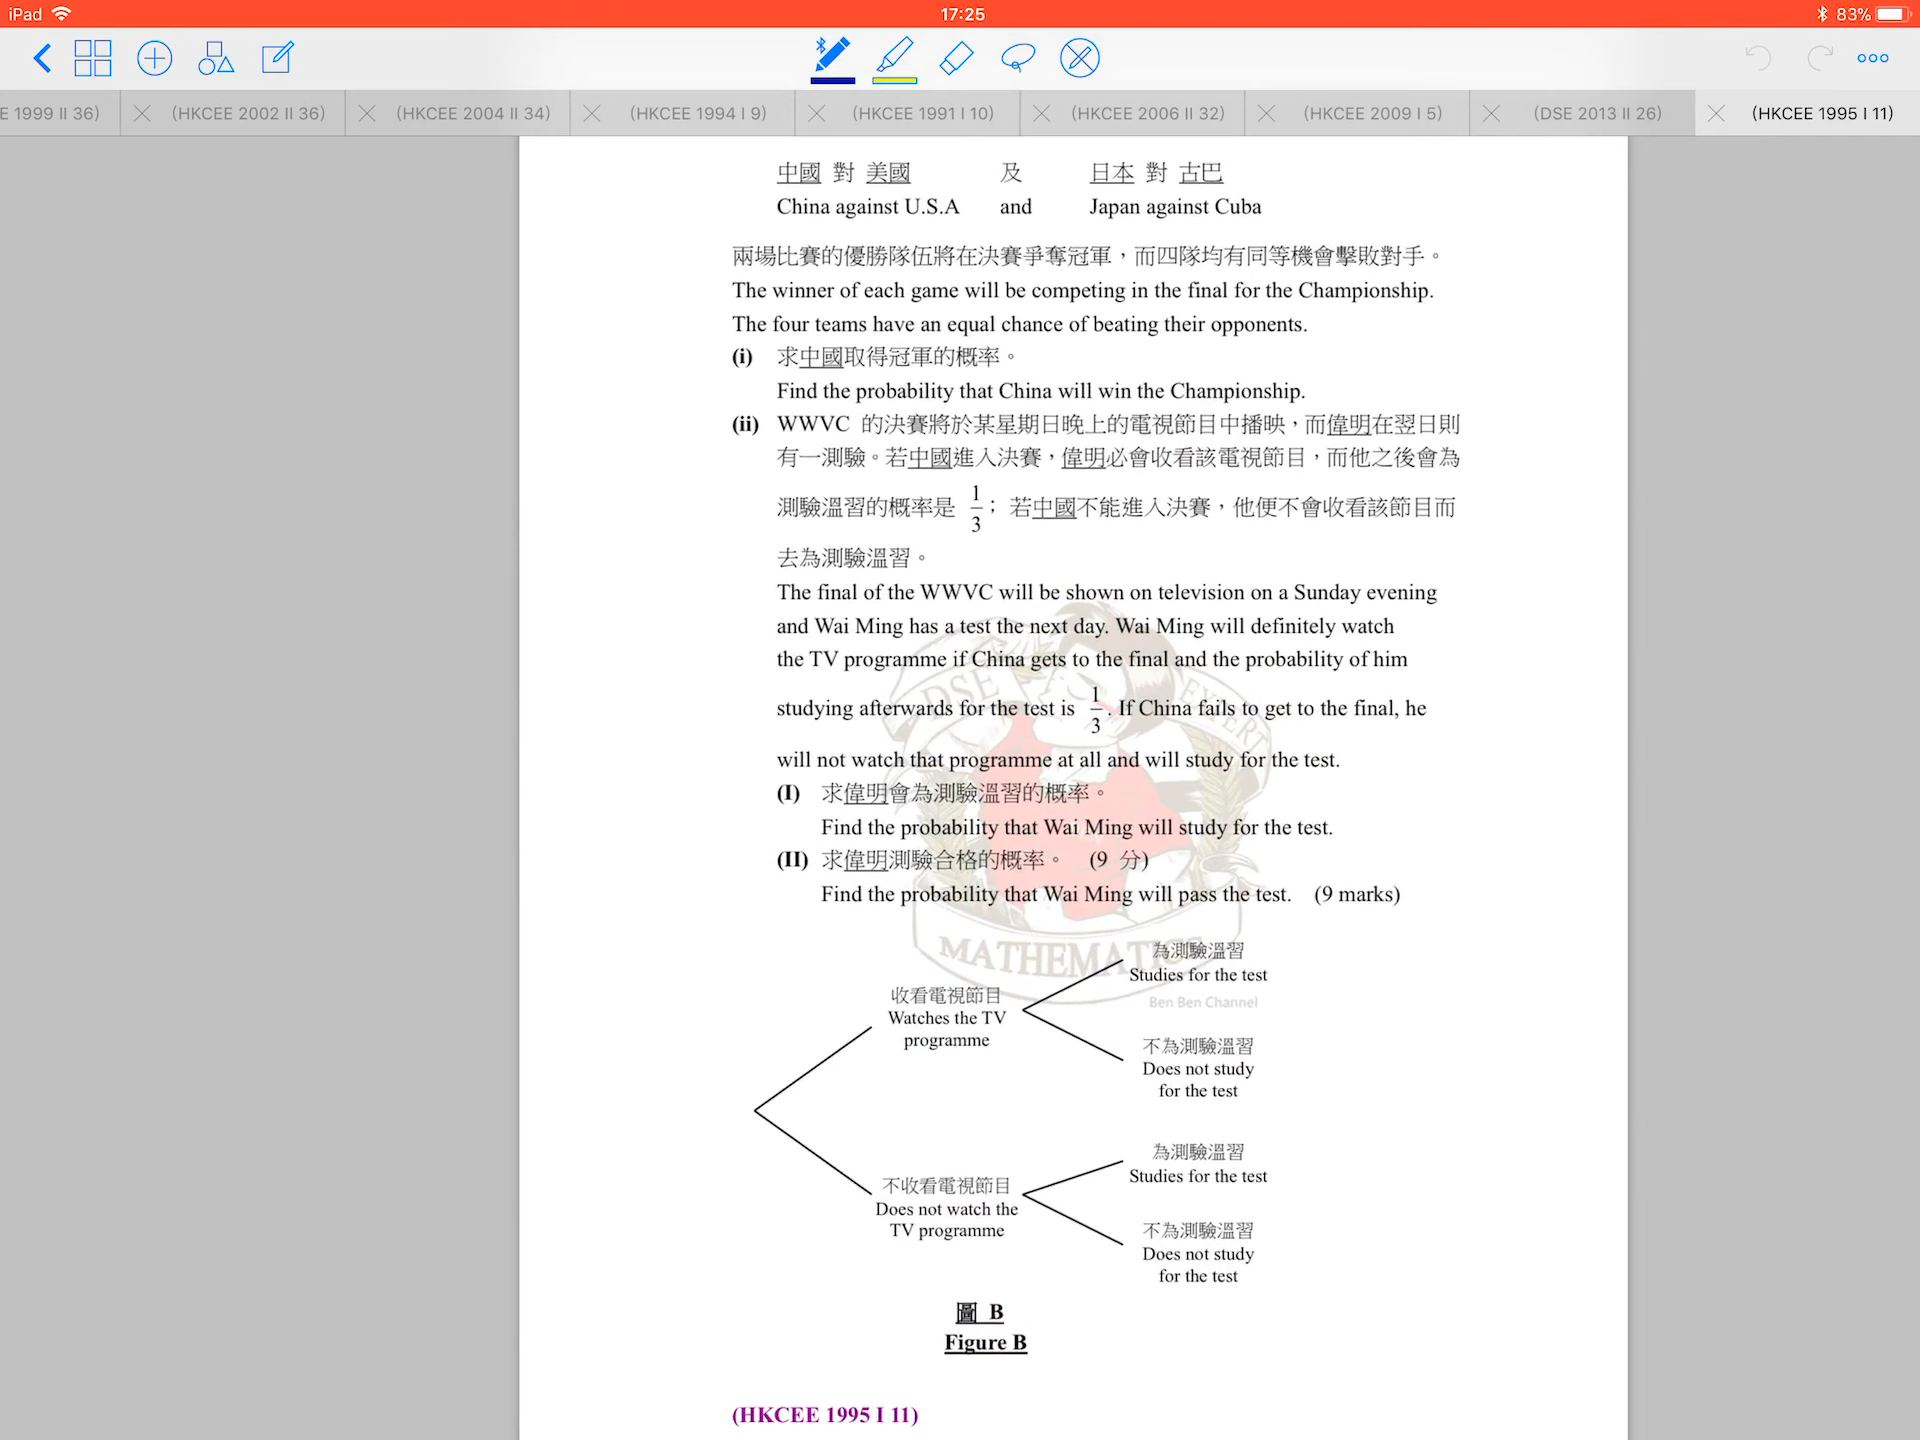 iPad
17:25
83%
E 1999 II 36)
(HKCEE 2002 II 36)
(HKCEE 2004 II 34)
(HKCEE 1994 I 9)
(HKCEE 1991 I 10)
(HKCEE 2006 II 32)
(HKCEE 2009 I 5)
(DSE 2013 II 26)
(HKCEE 1995 I 11)
中國 對 美國 及 日本 對 古巴
China against U.S.A and Japan against Cuba
兩場比賽的優勝隊伍將在決賽爭奪冠軍，而四隊均有同等機會擊敗對手。
The winner of each game will be competing in the final for the Championship.
The four teams have an equal chance of beating their opponents.
(i) 求中國取得冠軍的概率。
Find the probability that China will win the Championship.
(ii) WWVC 的決賽將於某星期日晚上的電視節目中播映，而偉明在翌日則
有一測驗。若中國進入決賽，偉明必會收看該電視節目，而他之後會為
測驗溫習的概率是 1/3； 若中國不能進入決賽，他便不會收看該節目而
去為測驗溫習。
The final of the WWVC will be shown on television on a Sunday evening
and Wai Ming has a test the next day. Wai Ming will definitely watch
the TV programme if China gets to the final and the probability of him
studying afterwards for the test is 1/3. If China fails to get to the final, he
will not watch that programme at all and will study for the test.
(I) 求偉明會為測驗溫習的概率。
Find the probability that Wai Ming will study for the test.
(II) 求偉明測驗合格的概率。 (9 分)
Find the probability that Wai Ming will pass the test. (9 marks)
DSE EXPERT
MATHEMATICS
Ben Ben Channel
為測驗溫習
Studies for the test
收看電視節目
Watches the TV
programme
不為測驗溫習
Does not study
for the test
為測驗溫習
Studies for the test
不收看電視節目
Does not watch the
TV programme
不為測驗溫習
Does not study
for the test
圖 B
Figure B
(HKCEE 1995 I 11)